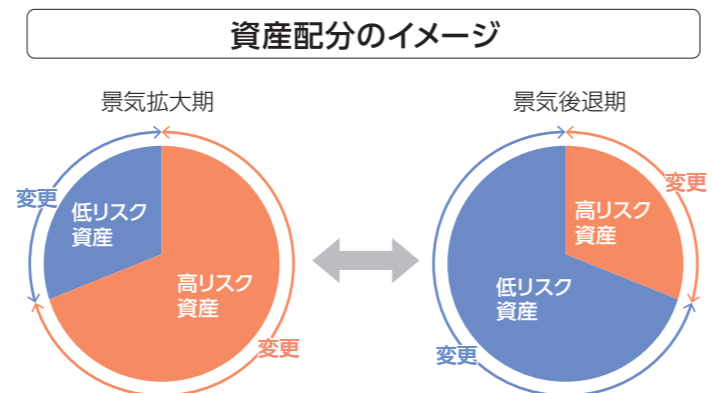 資産配分のイメージ
景気拡大期
変更
低リスク
資産
高リスク
資産
変更
景気後退期
変更
高リスク
資産
低リスク
資産
変更